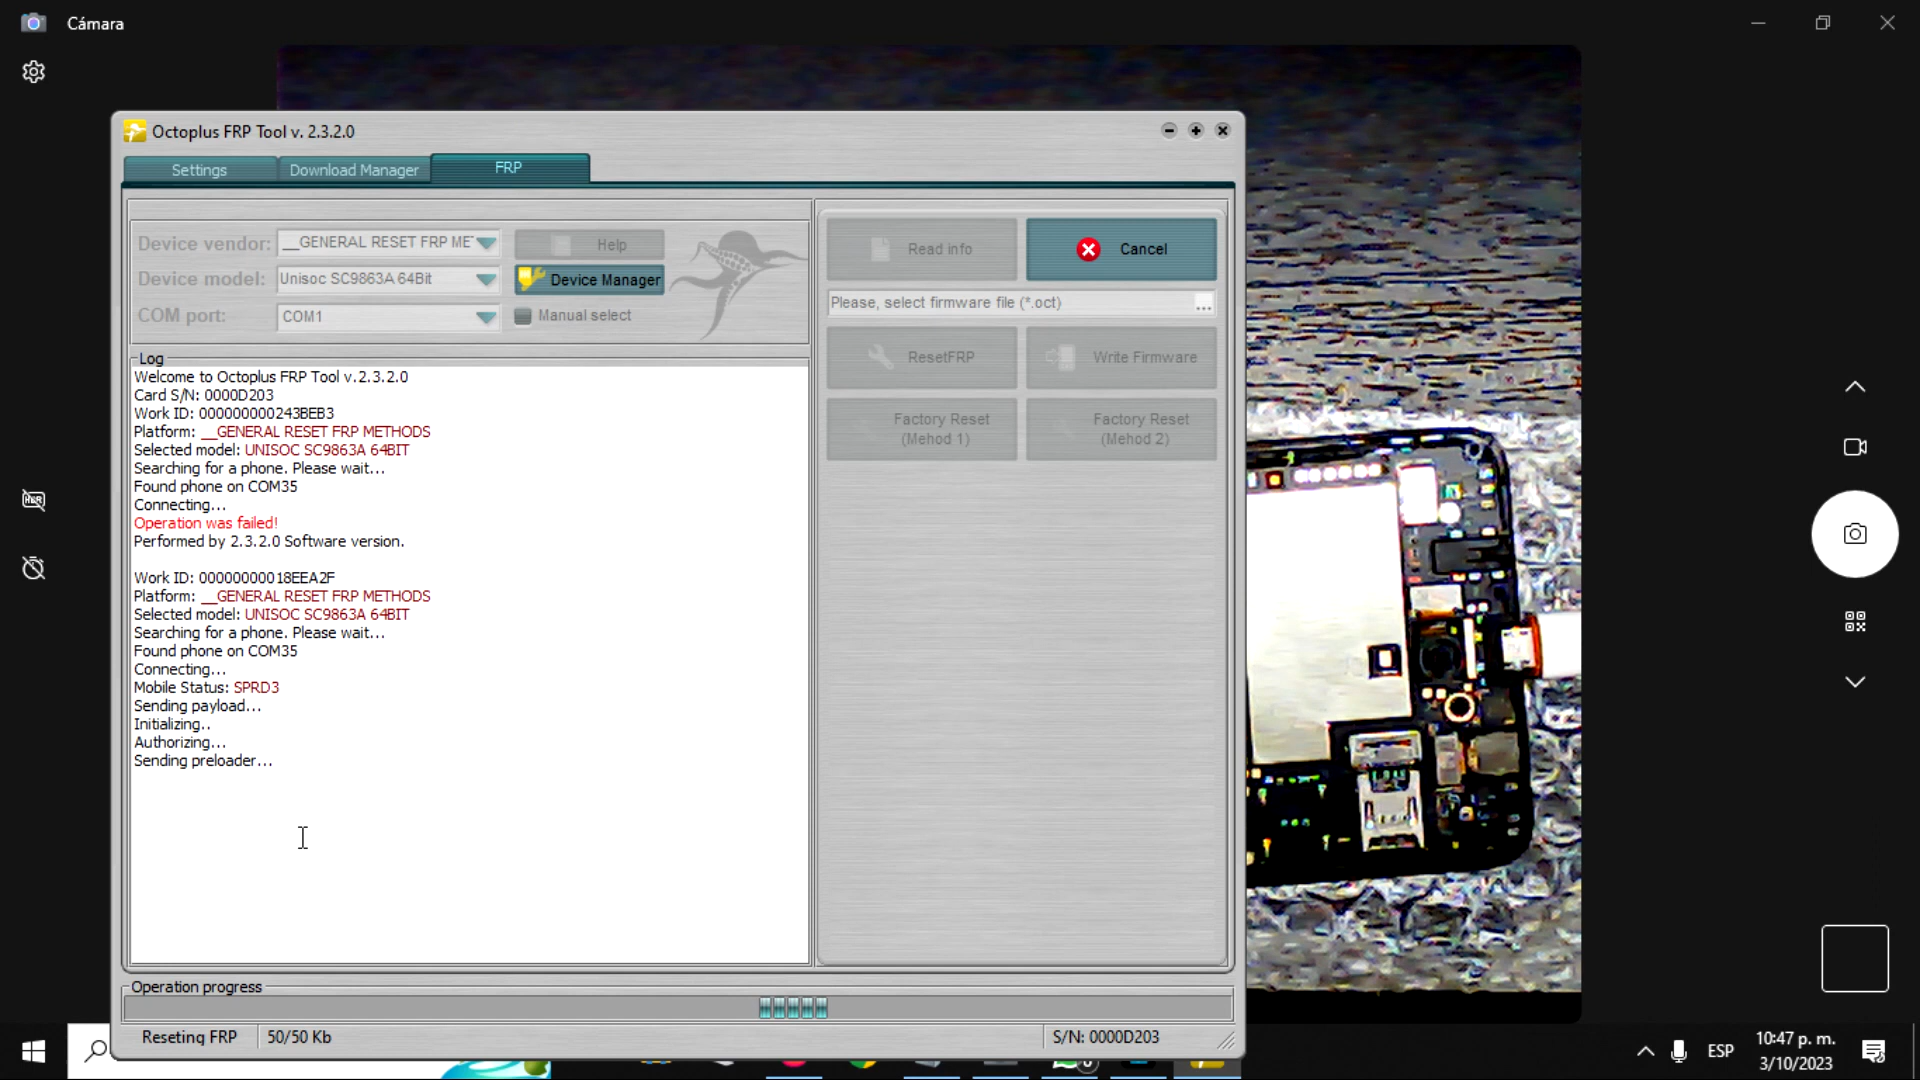 Cámara
Octoplus FRP Tool v. 2.3.2.0
Settings
Download Manager
FRP
Device vendor:
__GENERAL RESET FRP ME
Help
Device model:
Unisoc SC9863A 64Bit
Device Manager
COM port:
COM1
Manual select
Read info
Cancel
Please, select firmware file (*.oct)
...
ResetFRP
Write Firmware
Factory Reset
(Mehod 1)
Factory Reset
(Mehod 2)
Log
Welcome to Octoplus FRP Tool v.2.3.2.0
Card S/N: 0000D203
Work ID: 000000000243BEB3
Platform: __GENERAL RESET FRP METHODS
Selected model: UNISOC SC9863A 64BIT
Searching for a phone. Please wait...
Found phone on COM35
Connecting...
Operation was failed!
Performed by 2.3.2.0 Software version.
Work ID: 00000000018EEA2F
Platform: __GENERAL RESET FRP METHODS
Selected model: UNISOC SC9863A 64BIT
Searching for a phone. Please wait...
Found phone on COM35
Connecting...
Mobile Status: SPRD3
Sending payload...
Initializing..
Authorizing...
Sending preloader...
Operation progress
Reseting FRP
50/50 Kb
S/N: 0000D203
ESP
10:47 p. m.
3/10/2023